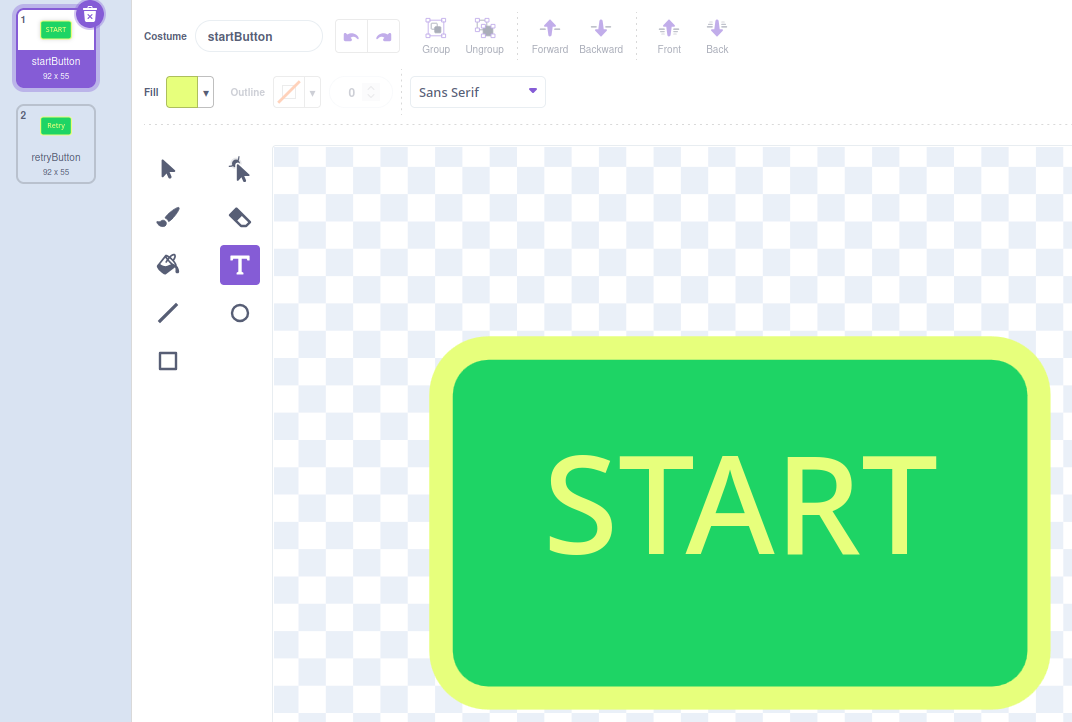 1
START
startButton
92 x 55
2
Retry
retryButton
92 x 55
Costume
startButton
Group
Ungroup
Forward
Backward
Front
Back
Fill
Outline
0
Sans Serif
T
START